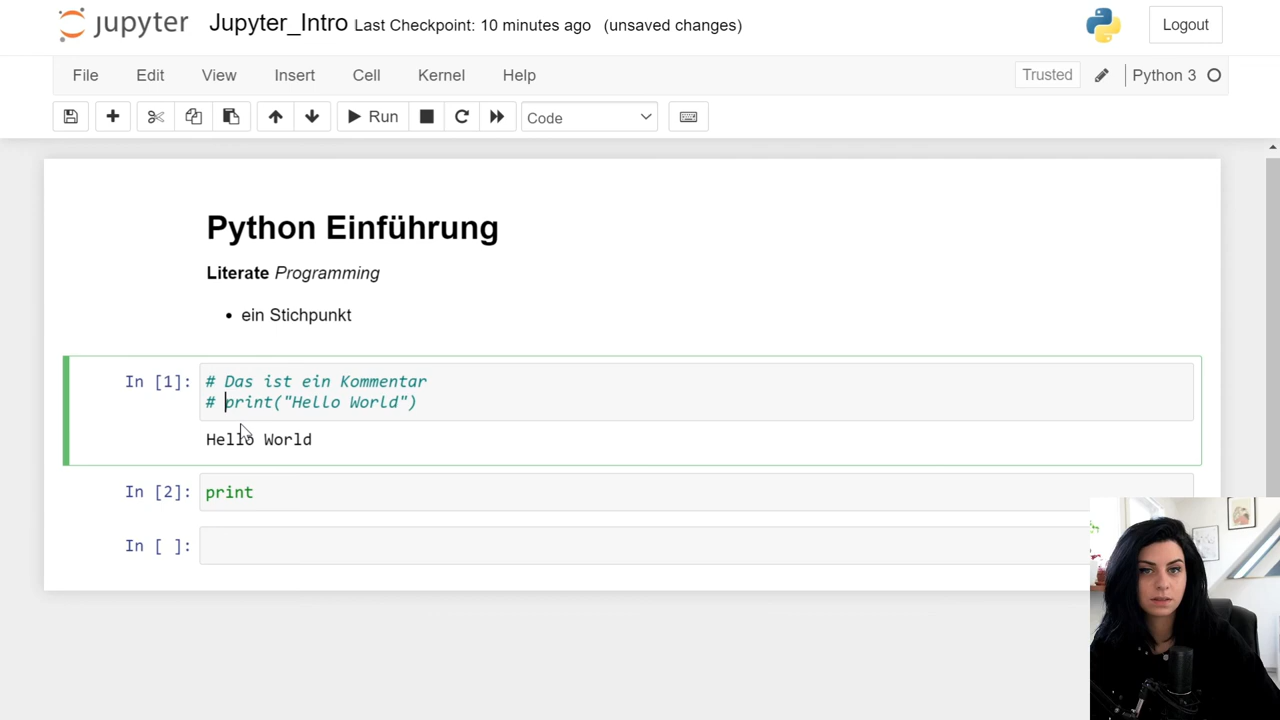 jupyter Jupyter_Intro Last Checkpoint: 10 minutes ago (unsaved changes) Logout
File Edit View Insert Cell Kernel Help Trusted Python 3
Run Code
Python Einführung
Literate Programming
• ein Stichpunkt
In [1]: # Das ist ein Kommentar
# print("Hello World")
Hello World
In [2]: print
In [ ]: